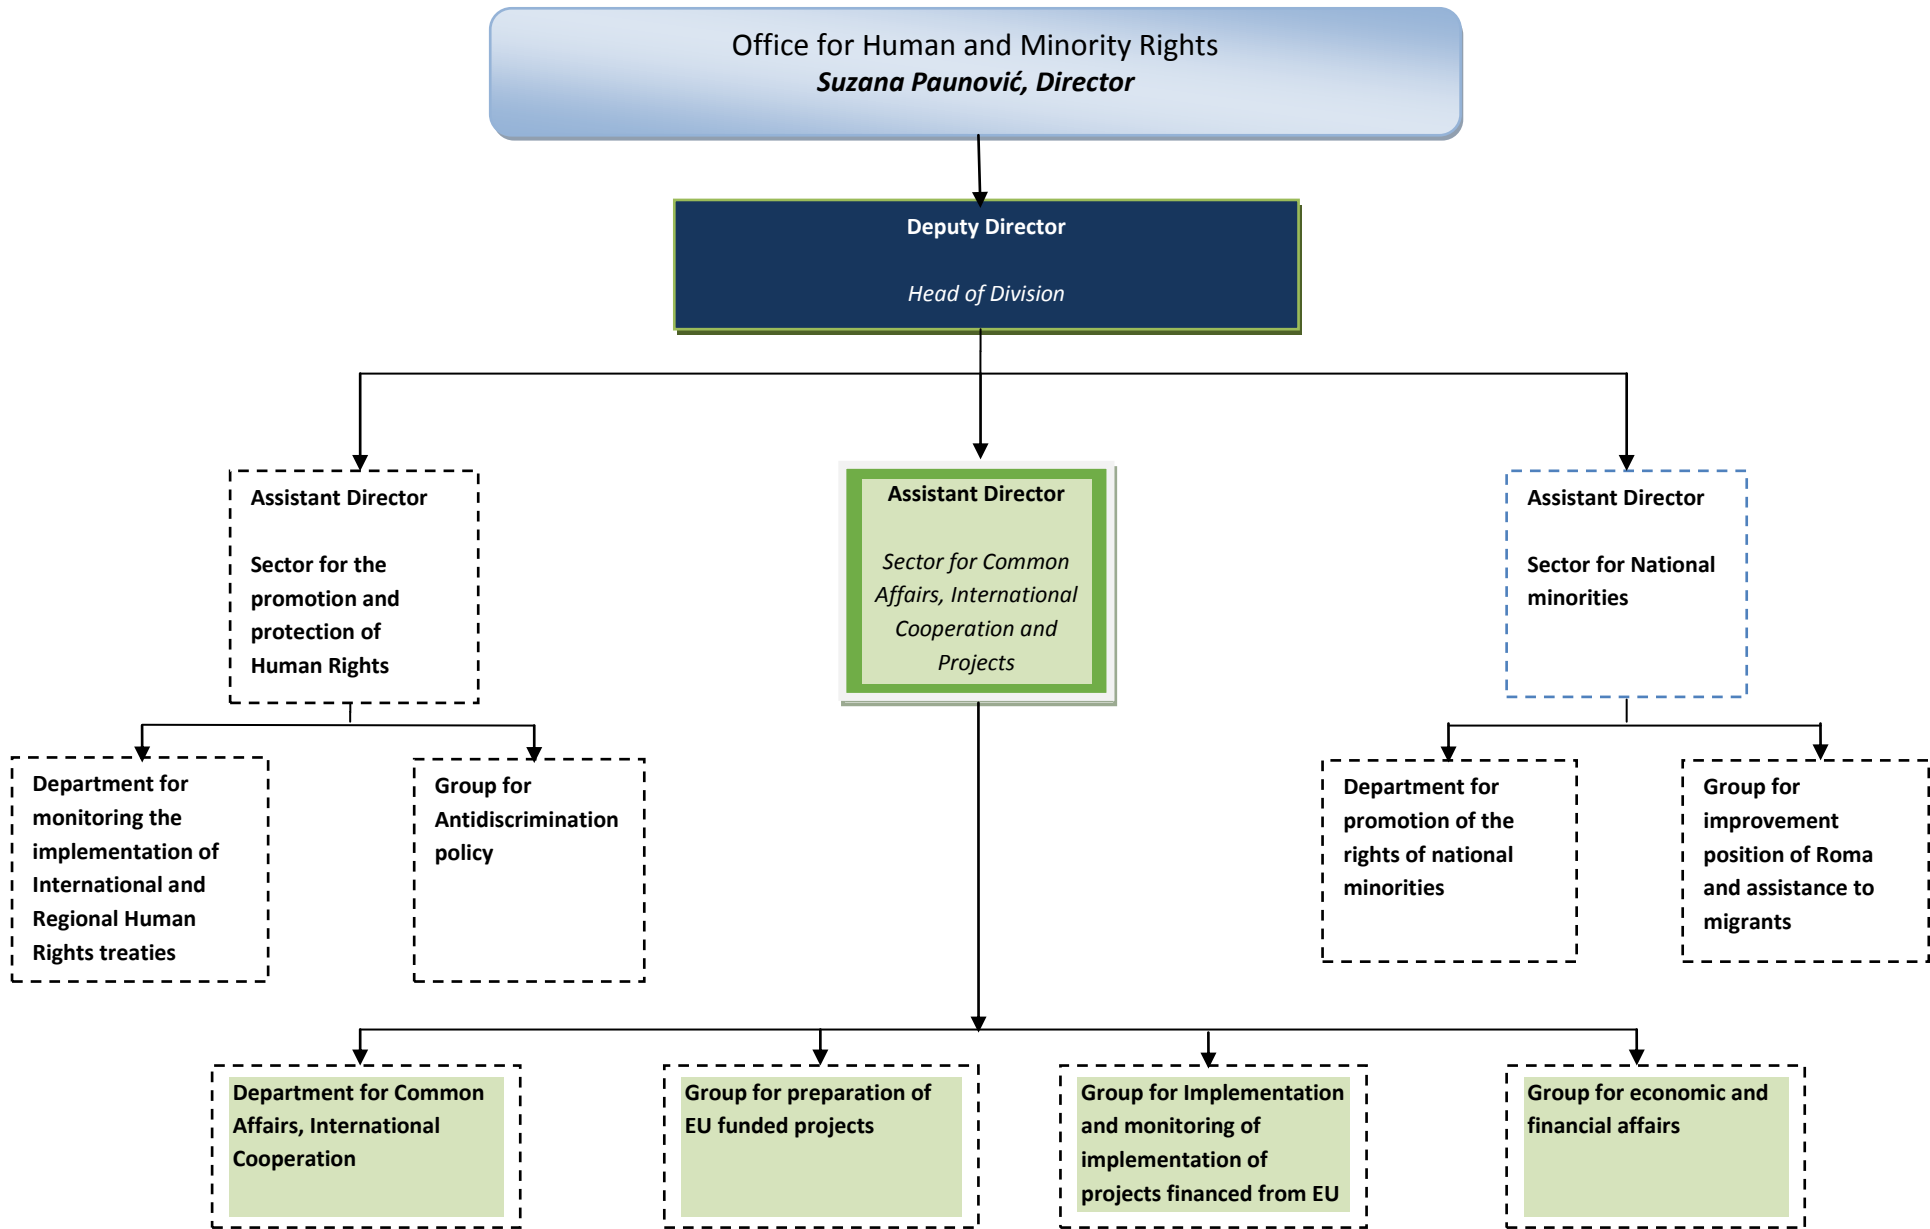 Office for Human and Minority Rights
Suzana Paunović, Director
Deputy Director
Head of Division
Assistant Director
Sector for the
promotion and
protection of
Human Rights
Assistant Director
Sector for Common
Affairs, International
Cooperation and
Projects
Assistant Director
Sector for National
minorities
Department for
monitoring the
implementation of
International and
Regional Human
Rights treaties
Group for
Antidiscrimination
policy
Department for
promotion of the
rights of national
minorities
Group for
improvement
position of Roma
and assistance to
migrants
Department for Common
Affairs, International
Cooperation
Group for preparation of
EU funded projects
Group for Implementation
and monitoring of
implementation of
projects financed from EU
Group for economic and
financial affairs